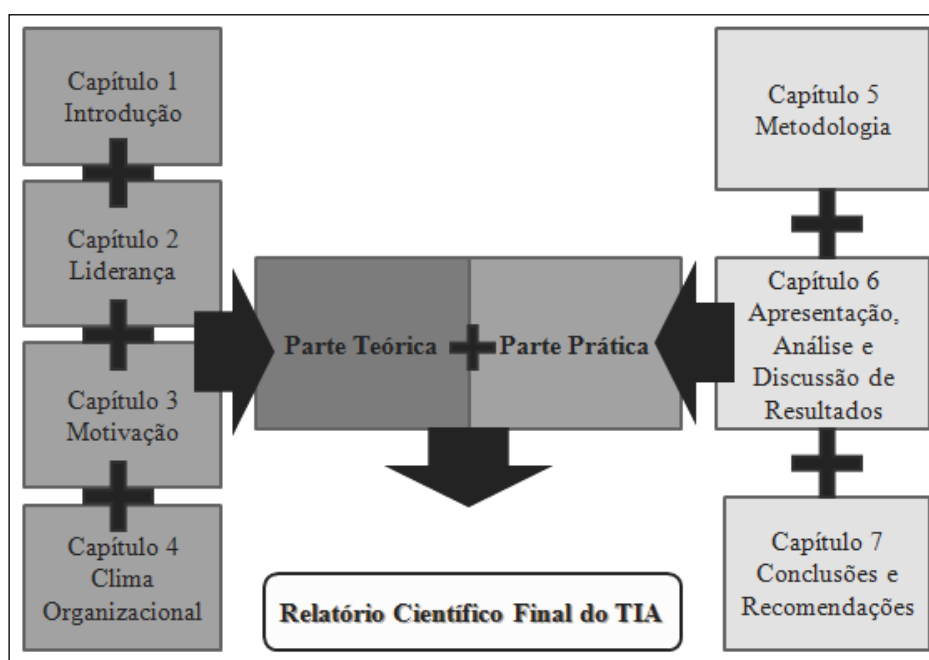 Capítulo 1
Introdução
Capítulo 2
Liderança
Capítulo 3
Motivação
Capítulo 4
Clima
Organizacional
Parte Teórica
Parte Prática
Capítulo 5
Metodologia
Capítulo 6
Apresentação,
Análise e
Discussão de
Resultados
Capítulo 7
Conclusões e
Recomendações
Relatório Científico Final do TIA